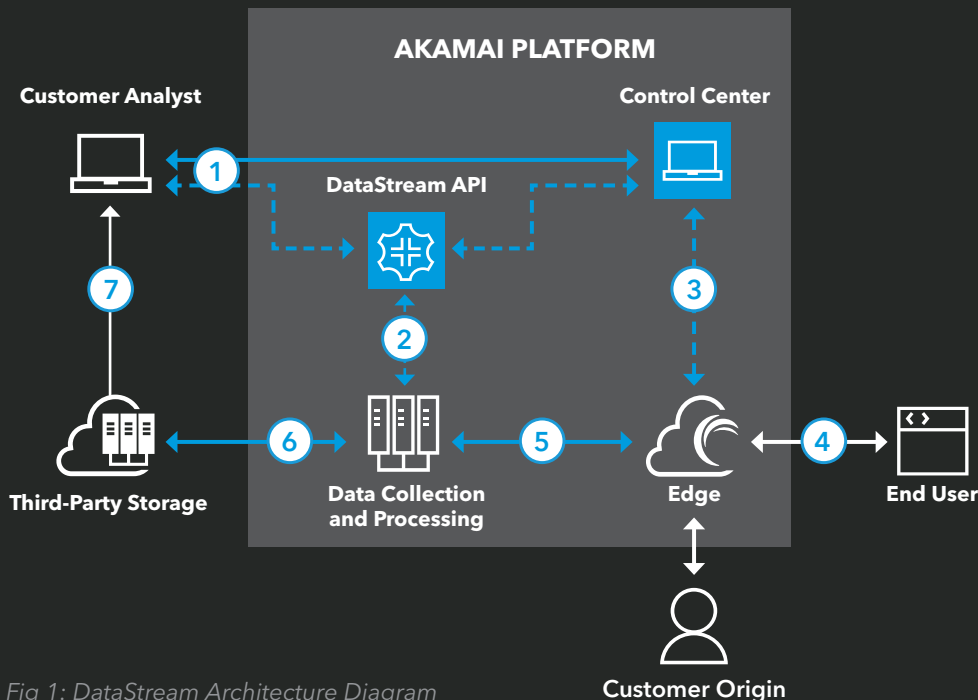 AKAMAI PLATFORM
Customer Analyst
Control Center
1
DataStream API
7
3
2
6
5
4
Third-Party Storage
Data Collection
and Processing
Edge
End User
Customer Origin
Fig 1: DataStream Architecture Diagram